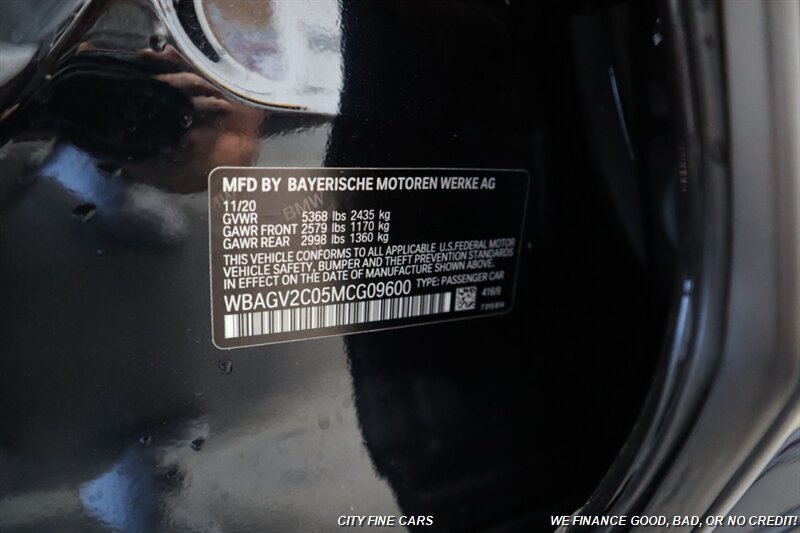 MFD BY BAYERISCHE MOTOREN WERKE AG
11/20
BMW
GVWR 5368 lbs 2435 kg
GAWR FRONT 2579 lbs 1170 kg
GAWR REAR 2998 lbs 1360 kg
THIS VEHICLE CONFORMS TO ALL APPLICABLE U.S.FEDERAL MOTOR
VEHICLE SAFETY, BUMPER AND THEFT PREVENTION STANDARDS
IN EFFECT ON THE DATE OF MANUFACTURE SHOWN ABOVE.
WBAGV2C05MCG09600 TYPE: PASSENGER CAR
416/9
CITY FINE CARS WE FINANCE GOOD, BAD, OR NO CREDIT!